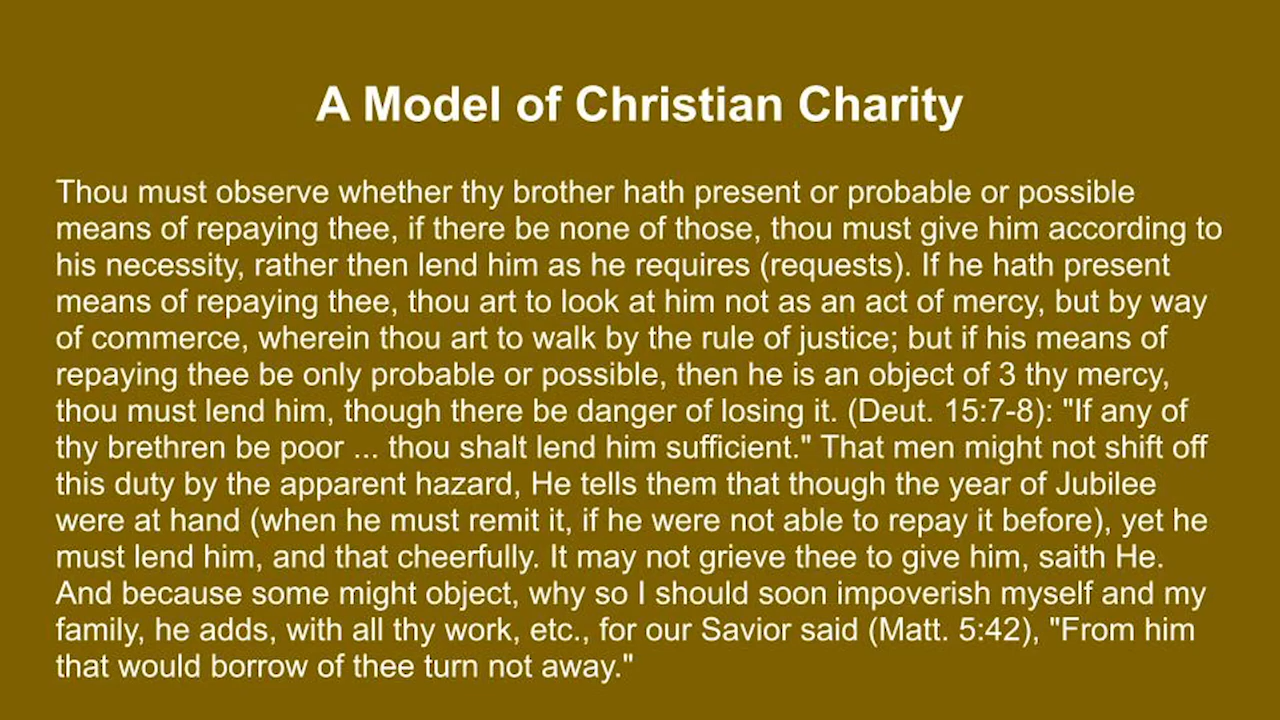 A Model of Christian Charity
Thou must observe whether thy brother hath present or probable or possible
means of repaying thee, if there be none of those, thou must give him according to
his necessity, rather then lend him as he requires (requests). If he hath present
means of repaying thee, thou art to look at him not as an act of mercy, but by way
of commerce, wherein thou art to walk by the rule of justice; but if his means of
repaying thee be only probable or possible, then he is an object of 3 thy mercy,
thou must lend him, though there be danger of losing it. (Deut. 15:7-8): "If any of
thy brethren be poor ... thou shalt lend him sufficient." That men might not shift off
this duty by the apparent hazard, He tells them that though the year of Jubilee
were at hand (when he must remit it, if he were not able to repay it before), yet he
must lend him, and that cheerfully. It may not grieve thee to give him, saith He.
And because some might object, why so I should soon impoverish myself and my
family, he adds, with all thy work, etc., for our Savior said (Matt. 5:42), "From him
that would borrow of thee turn not away."